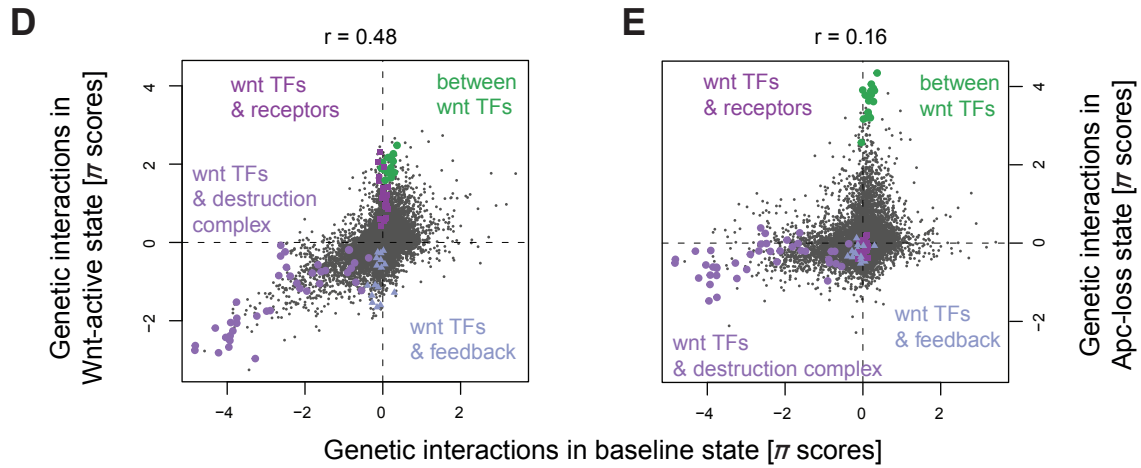 D
r = 0.48
Genetic interactions in
Wnt-active state [π scores]
4
2
0
−2
wnt TFs
& receptors
between
wnt TFs
wnt TFs
& destruction
complex
wnt TFs
& feedback
−4
−2
0
2
E
r = 0.16
wnt TFs
& receptors
between
wnt TFs
wnt TFs
& feedback
wnt TFs
& destruction complex
4
2
0
−2
Genetic interactions in
Apc-loss state [π scores]
−4
−2
0
2
Genetic interactions in baseline state [π scores]